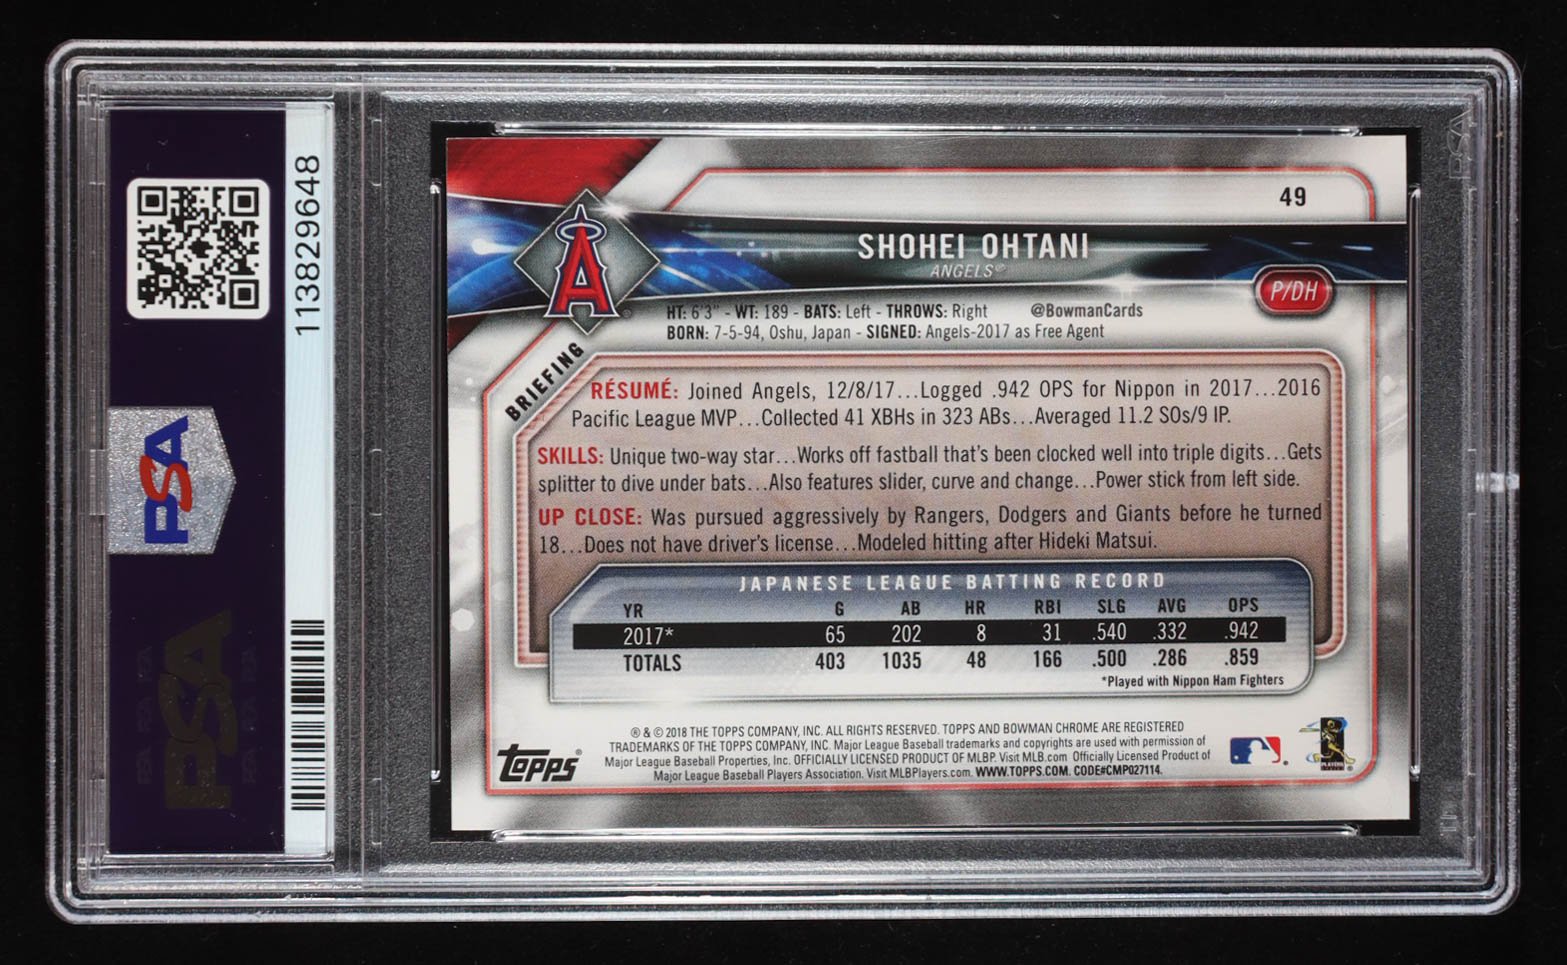 113829648
PSA
PSA
49
SHOHEI OHTANI
ANGELS®
P/DH
HT: 6'3" - WT: 189 - BATS: Left - THROWS: Right @BowmanCards
BORN: 7-5-94, Oshu, Japan - SIGNED: Angels-2017 as Free Agent
BRIEFING
RÉSUMÉ: Joined Angels, 12/8/17...Logged .942 OPS for Nippon in 2017...2016
Pacific League MVP...Collected 41 XBHs in 323 ABs...Averaged 11.2 SOs/9 IP.
SKILLS: Unique two-way star...Works off fastball that's been clocked well into triple digits...Gets
splitter to dive under bats...Also features slider, curve and change...Power stick from left side.
UP CLOSE: Was pursued aggressively by Rangers, Dodgers and Giants before he turned
18...Does not have driver's license...Modeled hitting after Hideki Matsui.
JAPANESE LEAGUE BATTING RECORD
YR G AB HR RBI SLG AVG OPS
2017* 65 202 8 31 .540 .332 .942
TOTALS 403 1035 48 166 .500 .286 .859
*Played with Nippon Ham Fighters
® & © 2018 THE TOPPS COMPANY, INC. ALL RIGHTS RESERVED. TOPPS AND BOWMAN CHROME ARE REGISTERED
TRADEMARKS OF THE TOPPS COMPANY, INC. Major League Baseball trademarks and copyrights are used with permission of
Major League Baseball Properties, Inc. OFFICIALLY LICENSED PRODUCT OF MLBP. Visit MLB.com Officially Licensed Product of
Major League Baseball Players Association. Visit MLBPlayers.com. WWW.TOPPS.COM. CODE#CMP027114.
topps®